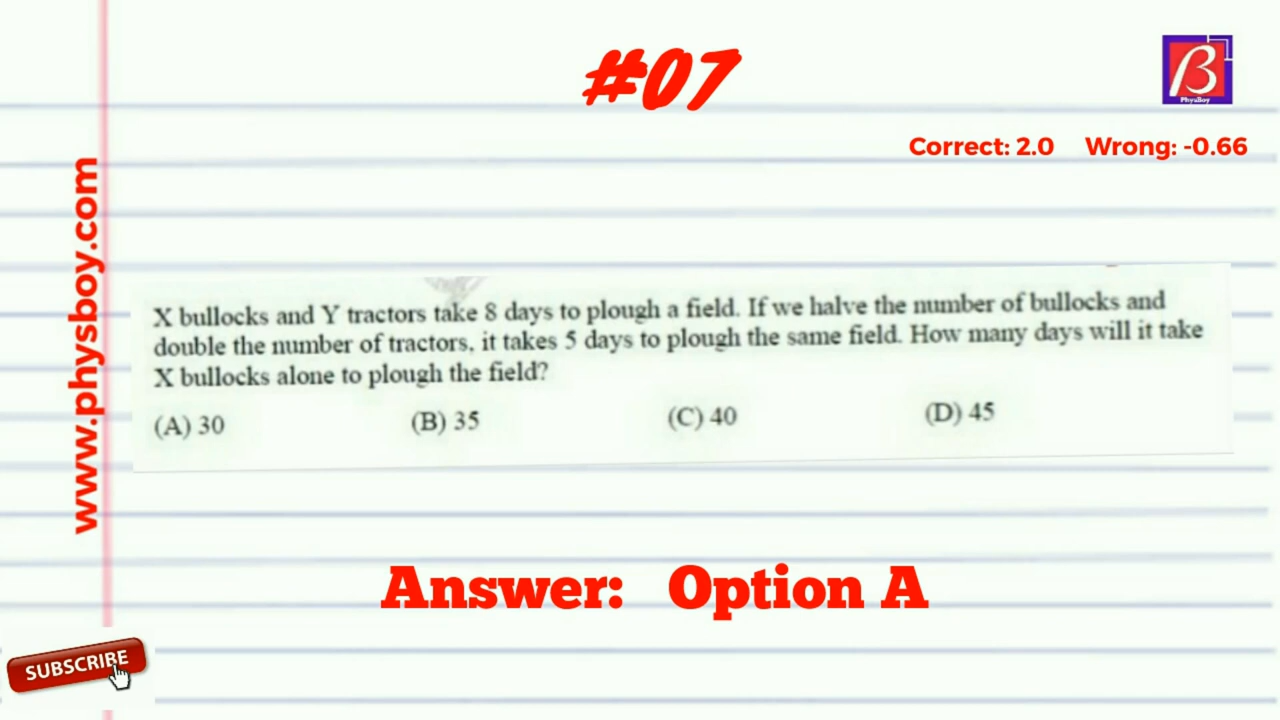 #07
β
PhysBoy
Correct: 2.0 Wrong: -0.66
www.physboy.com
X bullocks and Y tractors take 8 days to plough a field. If we halve the number of bullocks and
double the number of tractors, it takes 5 days to plough the same field. How many days will it take
X bullocks alone to plough the field?
(A) 30 (B) 35 (C) 40 (D) 45
Answer: Option A
SUBSCRIBE